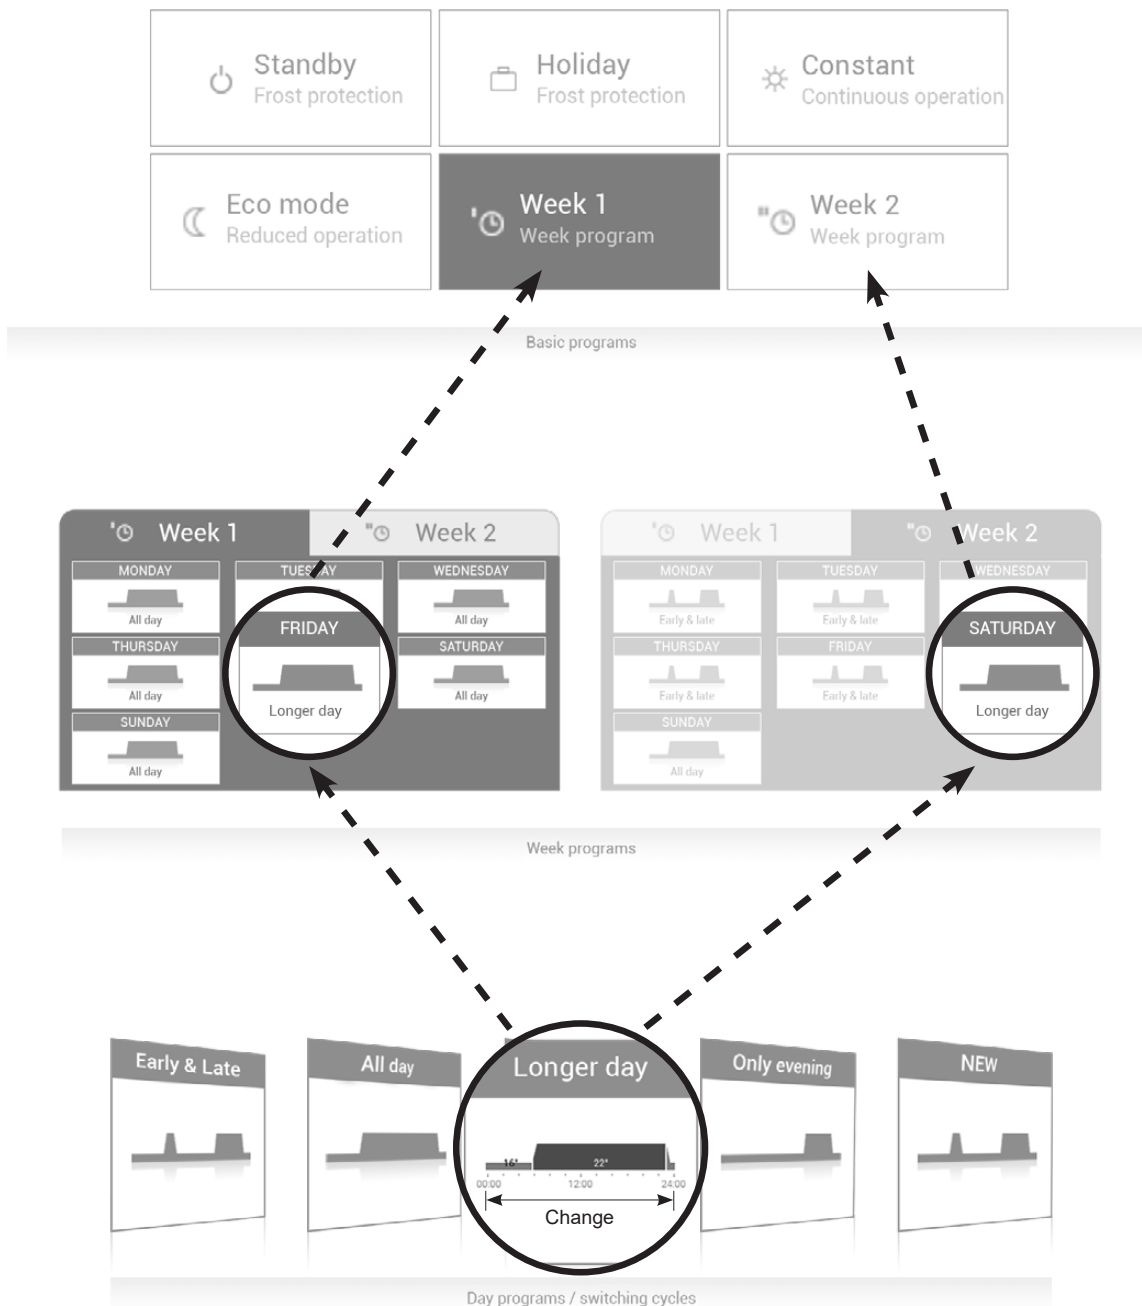 Standby
Frost protection
Holiday
Frost protection
Constant
Continuous operation
Eco mode
Reduced operation
Week 1
Week program
Week 2
Week program
Basic programs
Week 1
Week 2
MONDAY
All day
TUESDAY
WEDNESDAY
All day
THURSDAY
All day
FRIDAY
Longer day
SATURDAY
All day
SUNDAY
All day
Week 1
Week 2
MONDAY
Early & late
TUESDAY
Early & late
WEDNESDAY
THURSDAY
Early & late
FRIDAY
Early & late
SATURDAY
Longer day
SUNDAY
All day
Week programs
Early & Late
All day
Longer day
16°
22°
00:00
12:00
24:00
Change
Only evening
NEW
Day programs / switching cycles